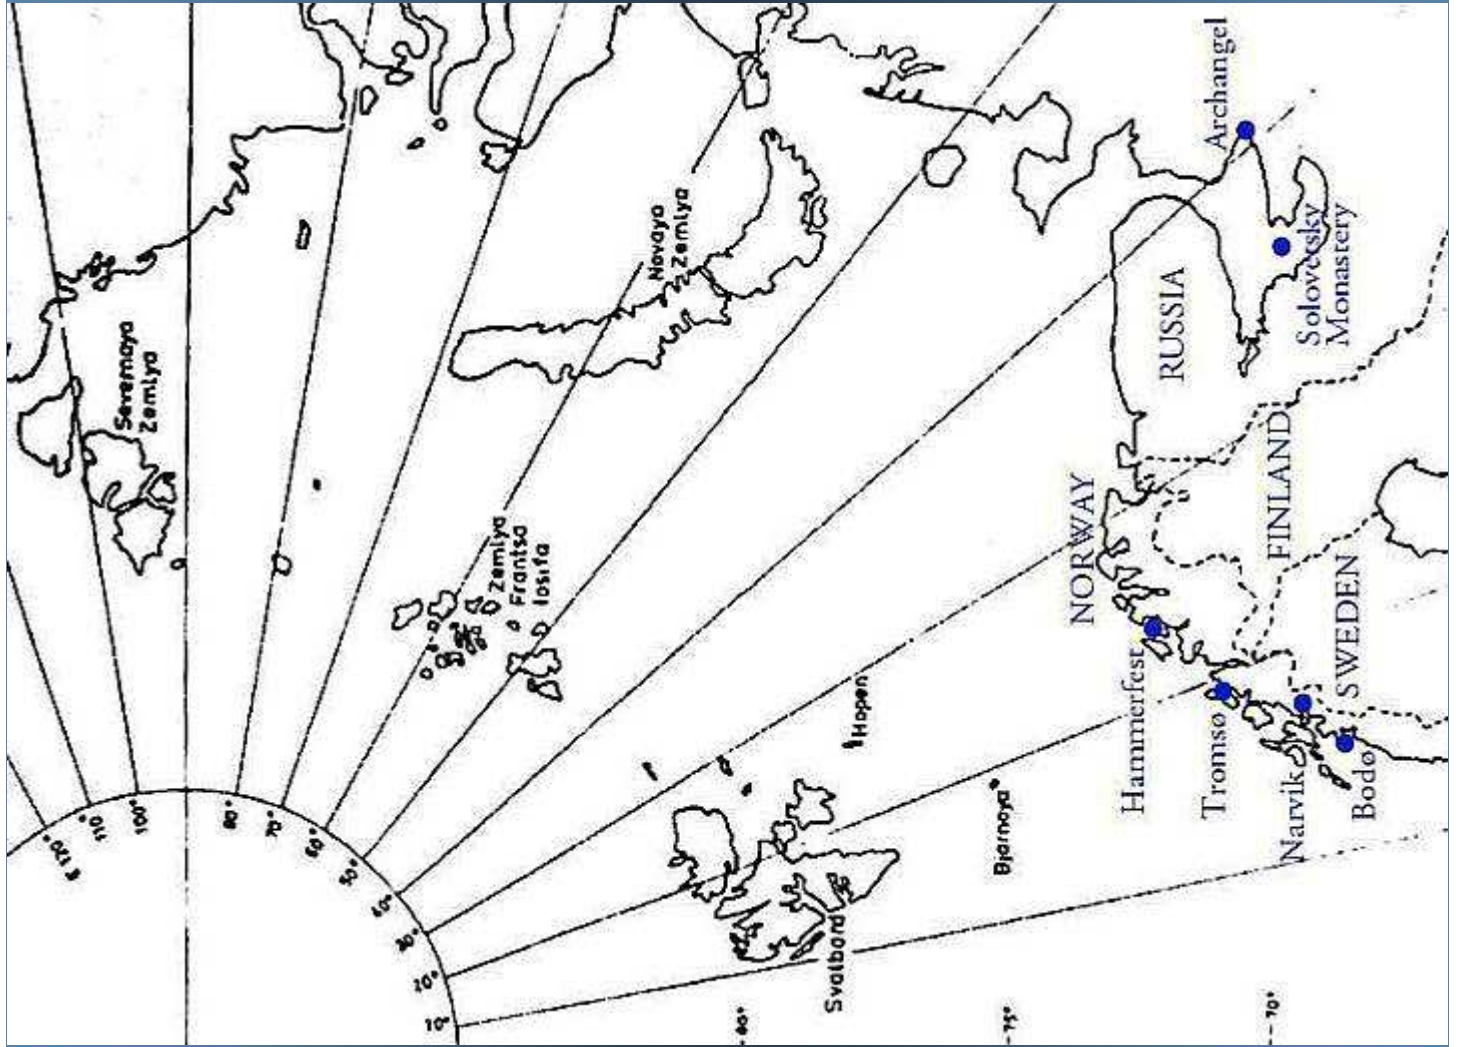 Archangel
Novaya
Zemlya
RUSSIA
Solovetsky
Monastery
Severnaya
Zemlya
NORWAY
FINLAND
SWEDEN
Zemlya
Frantsa
Iosifa
Hopen
Hammerfest
Tromsø
Narvik
Bodø
Bjørnøya
Svalbard
E 120°
110°
100°
80°
70°
60°
50°
40°
30°
20°
10°
80°
75°
70°